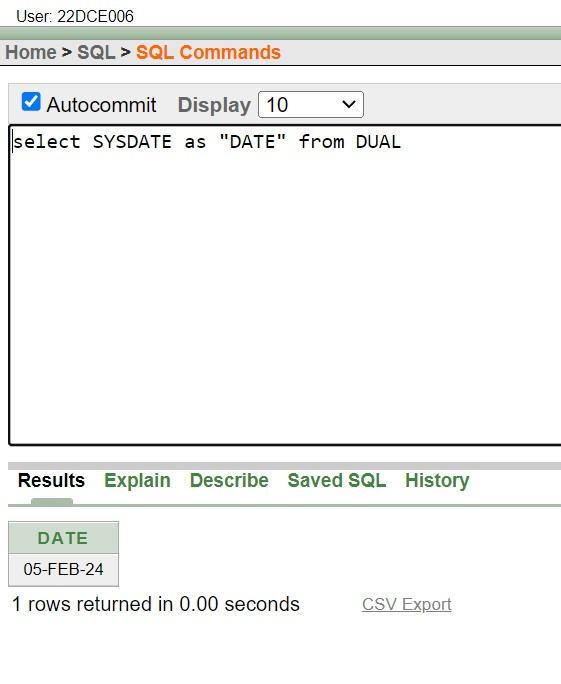 User: 22DCE006
Home > SQL > SQL Commands
Autocommit Display 10
select SYSDATE as "DATE" from DUAL
Results Explain Describe Saved SQL History
DATE
05-FEB-24
1 rows returned in 0.00 seconds CSV Export